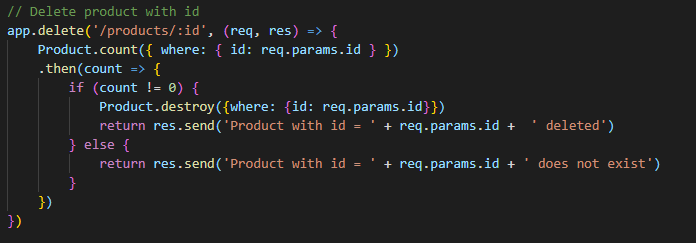 // Delete product with id
app.delete('/products/:id', (req, res) => {
    Product.count({ where: { id: req.params.id } })
    .then(count => {
        if (count != 0) {
            Product.destroy({where: {id: req.params.id}})
            return res.send('Product with id = ' + req.params.id +  ' deleted')
        } else {
            return res.send('Product with id = ' + req.params.id + ' does not exist')
        }
    })
})